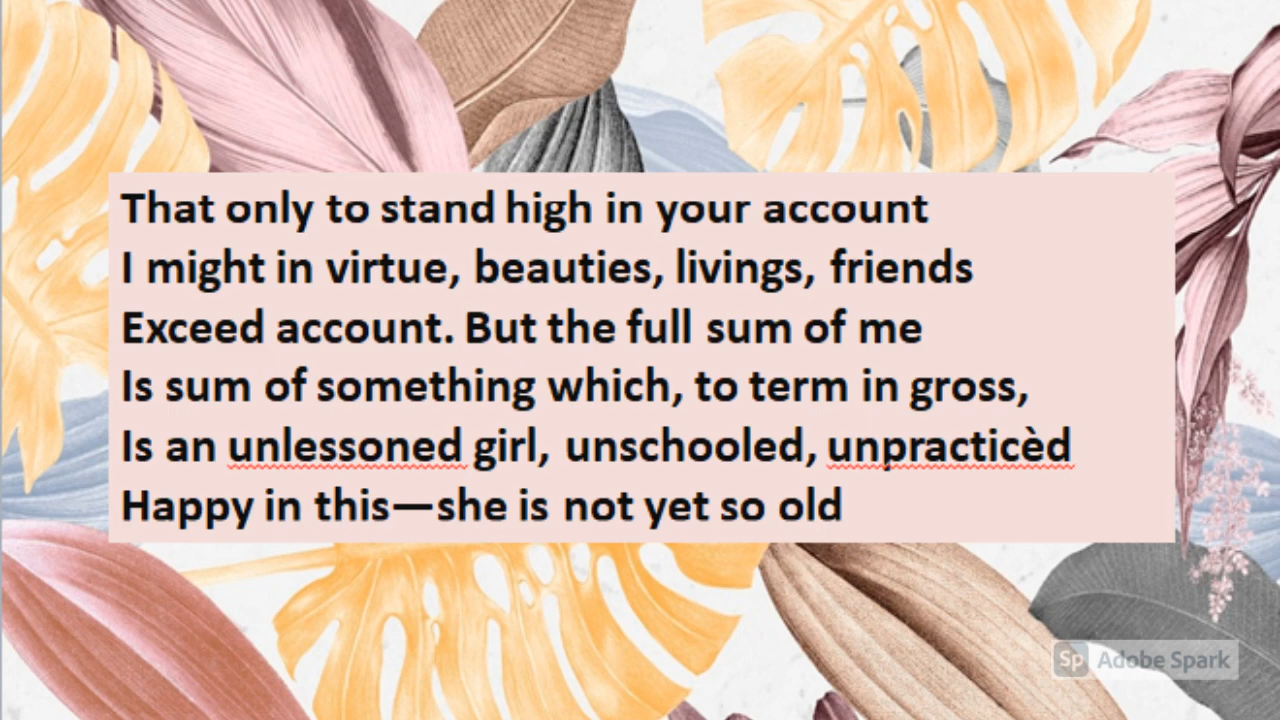 That only to stand high in your account
I might in virtue, beauties, livings, friends
Exceed account. But the full sum of me
Is sum of something which, to term in gross,
Is an unlessoned girl, unschooled, unpracticèd
Happy in this—she is not yet so old
Sp Adobe Spark